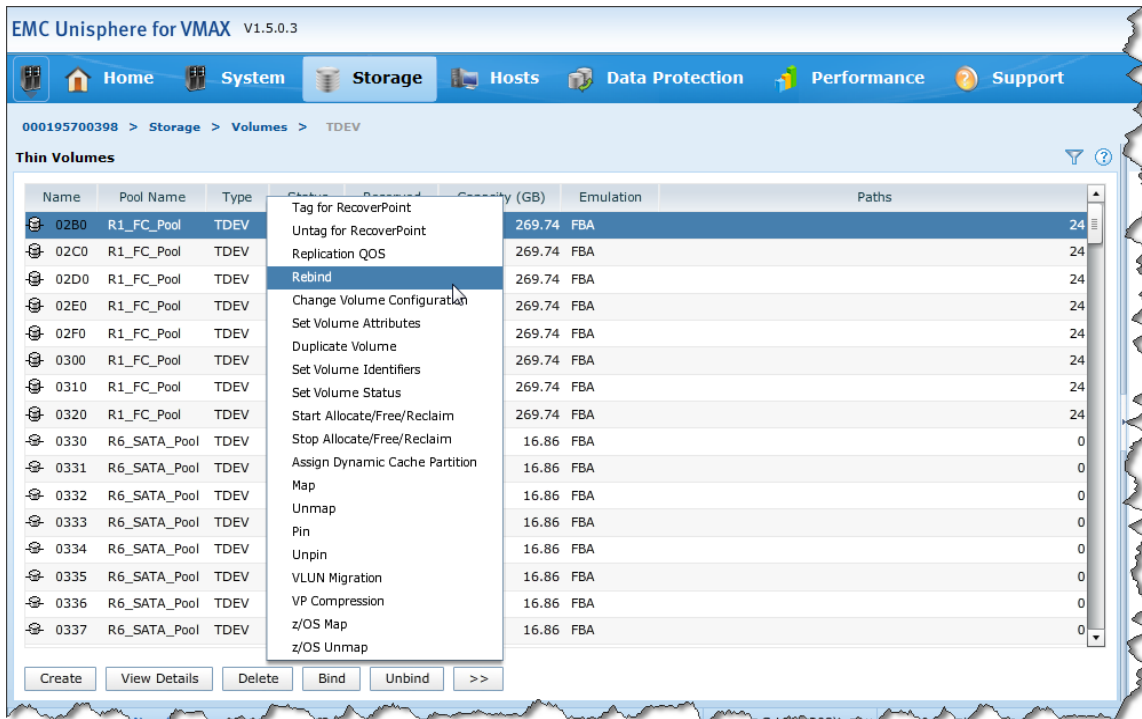 EMC Unisphere for VMAX V1.5.0.3
Home System Storage Hosts Data Protection Performance Support
000195700398 > Storage > Volumes > TDEV
Thin Volumes
Name Pool Name Type Status Reserved Capacity (GB) Emulation Paths
02B0 R1_FC_Pool TDEV 269.74 FBA 24
02C0 R1_FC_Pool TDEV 269.74 FBA 24
02D0 R1_FC_Pool TDEV 269.74 FBA 24
02E0 R1_FC_Pool TDEV 269.74 FBA 24
02F0 R1_FC_Pool TDEV 269.74 FBA 24
0300 R1_FC_Pool TDEV 269.74 FBA 24
0310 R1_FC_Pool TDEV 269.74 FBA 24
0320 R1_FC_Pool TDEV 269.74 FBA 24
0330 R6_SATA_Pool TDEV 16.86 FBA 0
0331 R6_SATA_Pool TDEV 16.86 FBA 0
0332 R6_SATA_Pool TDEV 16.86 FBA 0
0333 R6_SATA_Pool TDEV 16.86 FBA 0
0334 R6_SATA_Pool TDEV 16.86 FBA 0
0335 R6_SATA_Pool TDEV 16.86 FBA 0
0336 R6_SATA_Pool TDEV 16.86 FBA 0
0337 R6_SATA_Pool TDEV 16.86 FBA 0
Tag for RecoverPoint
Untag for RecoverPoint
Replication QOS
Rebind
Change Volume Configuration
Set Volume Attributes
Duplicate Volume
Set Volume Identifiers
Set Volume Status
Start Allocate/Free/Reclaim
Stop Allocate/Free/Reclaim
Assign Dynamic Cache Partition
Map
Unmap
Pin
Unpin
VLUN Migration
VP Compression
z/OS Map
z/OS Unmap
Create View Details Delete Bind Unbind >>